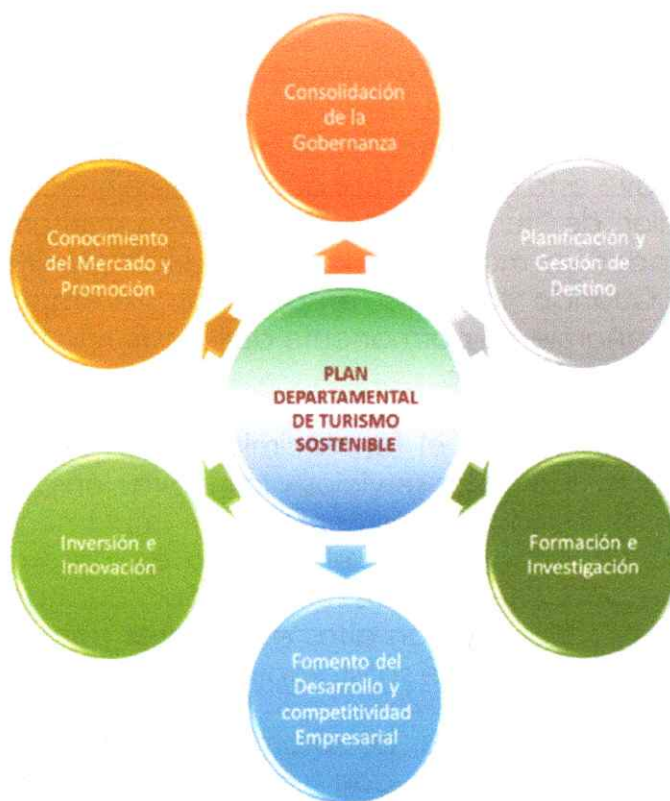 Consolidación
de la
Gobernanza
Conocimiento
del Mercado y
Promoción
Planificación y
Gestión de
Destino
PLAN
DEPARTAMENTAL
DE TURISMO
SOSTENIBLE
Inversión e
Innovación
Formación e
Investigación
Fomento del
Desarrollo y
competitividad
Empresarial